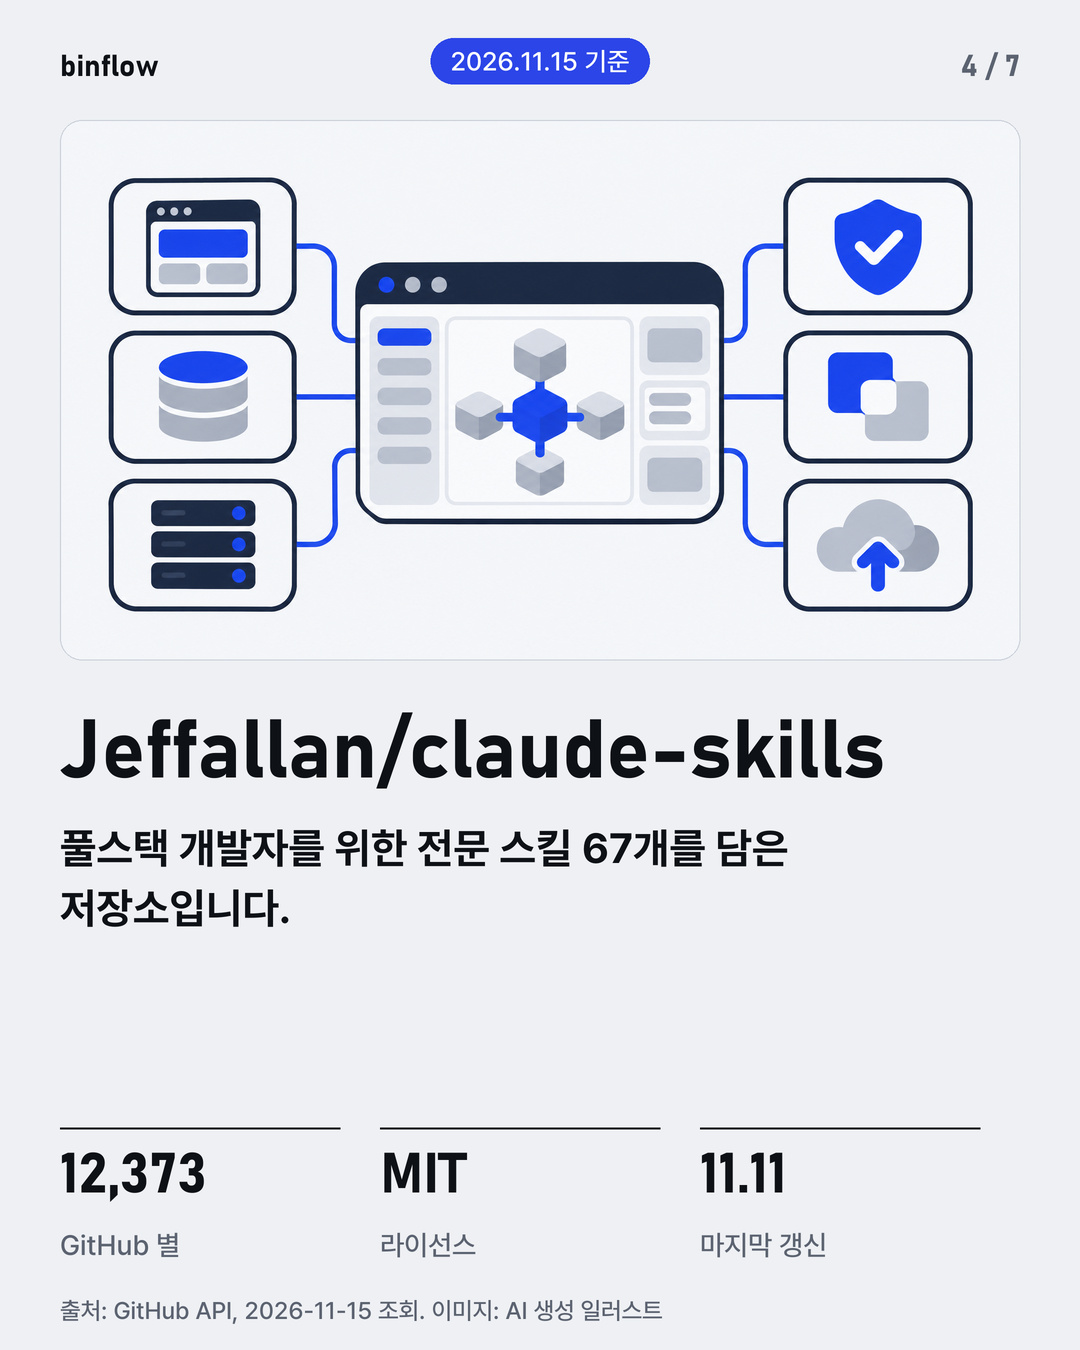 binflow
2026.11.15 기준
4 / 7
Jeffallan/claude-skills
풀스택 개발자를 위한 전문 스킬 67개를 담은
저장소입니다.
12,373
MIT
11.11
GitHub 별
라이선스
마지막 갱신
출처: GitHub API, 2026-11-15 조회. 이미지: AI 생성 일러스트